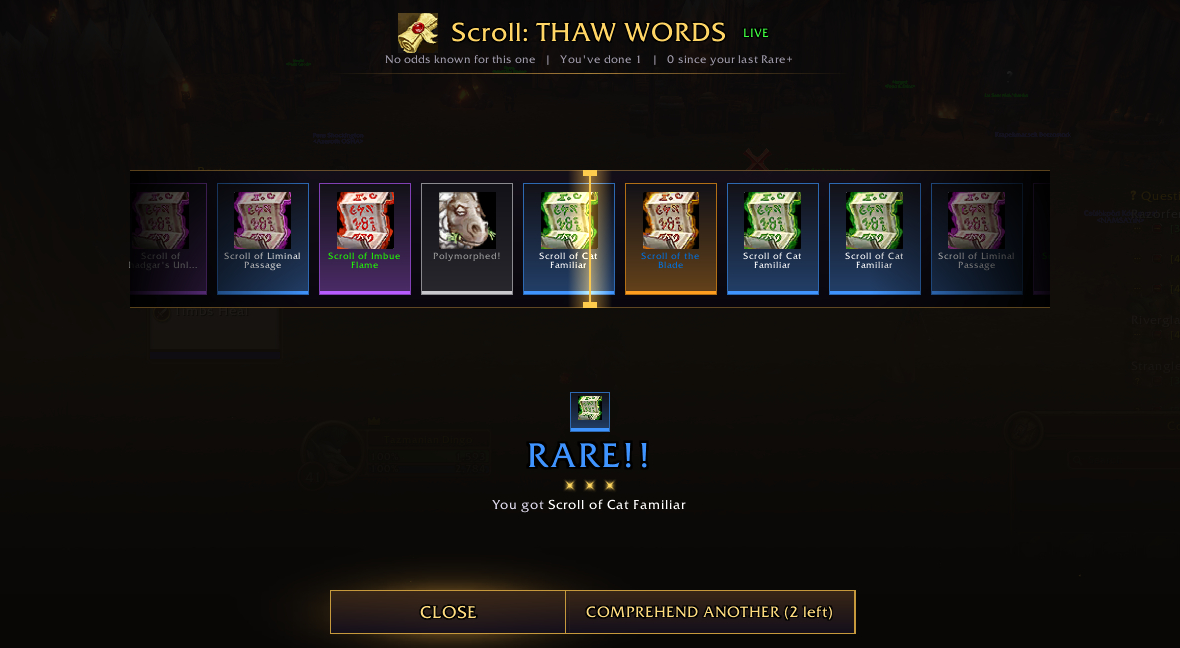 Scroll: THAW WORDS LIVE
No odds known for this one | You've done 1 | 0 since your last Rare+
Scroll of
Scroll of Liminal
Passage
Scroll of Imbue
Flame
Polymorphed!
Scroll of Cat
Familiar
Scroll of the
Blade
Scroll of Cat
Familiar
Scroll of Cat
Familiar
Scroll of Liminal
Passage
RARE!!
You got Scroll of Cat Familiar
CLOSE
COMPREHEND ANOTHER (2 left)